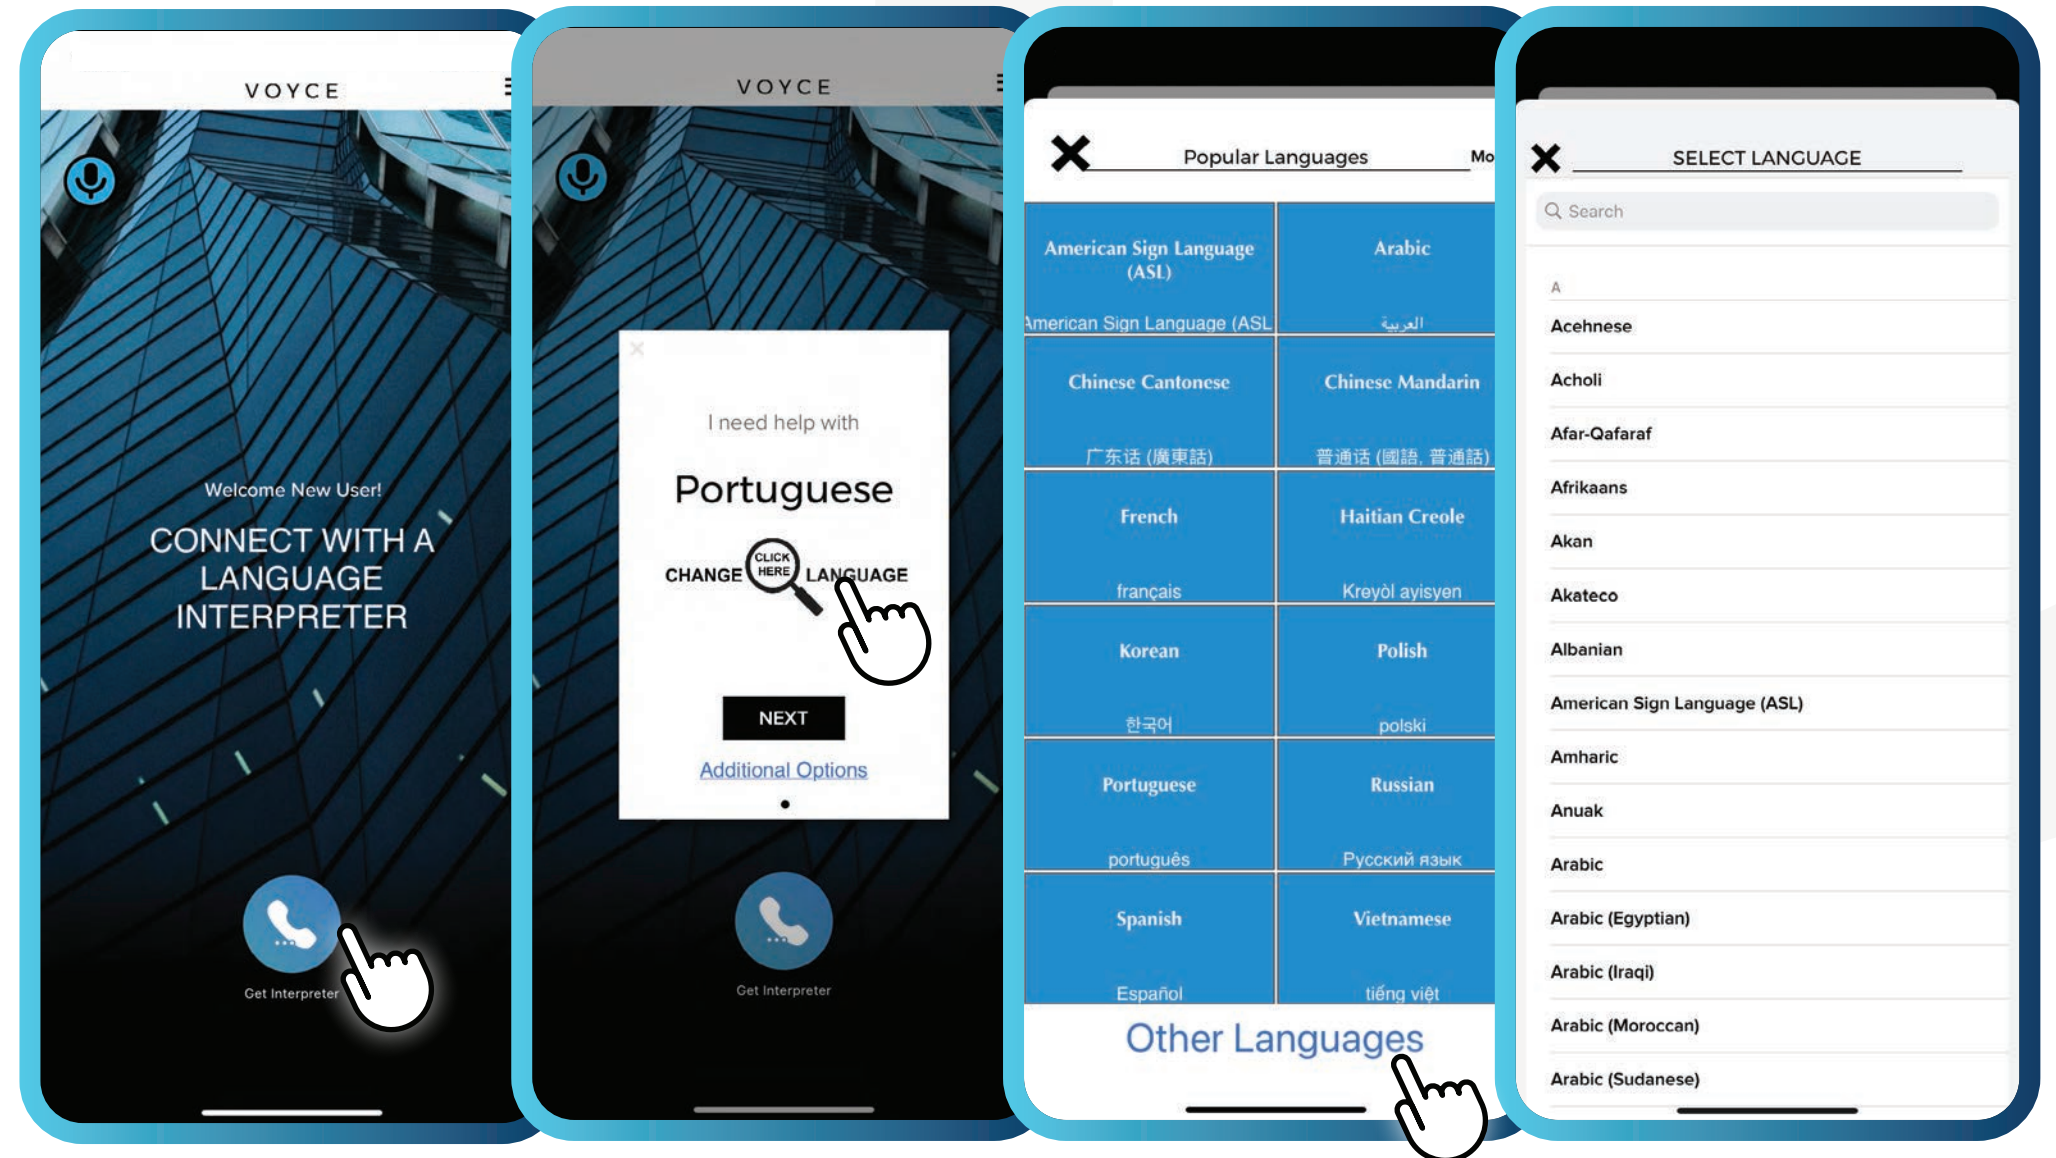 VOYCE
Welcome New User!
CONNECT WITH A
LANGUAGE
INTERPRETER
Get Interpreter
VOYCE
I need help with
Portuguese
CHANGE CLICK HERE LANGUAGE
NEXT
Additional Options
Get Interpreter
Popular Languages Mo
American Sign Language
(ASL)
American Sign Language (ASL
Arabic
العربية
Chinese Cantonese
广东话 (廣東話)
Chinese Mandarin
普通话 (國語, 普通話)
French
français
Haitian Creole
Kreyòl ayisyen
Korean
한국어
Polish
polski
Portuguese
português
Russian
Русский язык
Spanish
Español
Vietnamese
tiếng việt
Other Languages
SELECT LANGUAGE
Search
A
Acehnese
Acholi
Afar-Qafaraf
Afrikaans
Akan
Akateco
Albanian
American Sign Language (ASL)
Amharic
Anuak
Arabic
Arabic (Egyptian)
Arabic (Iraqi)
Arabic (Moroccan)
Arabic (Sudanese)